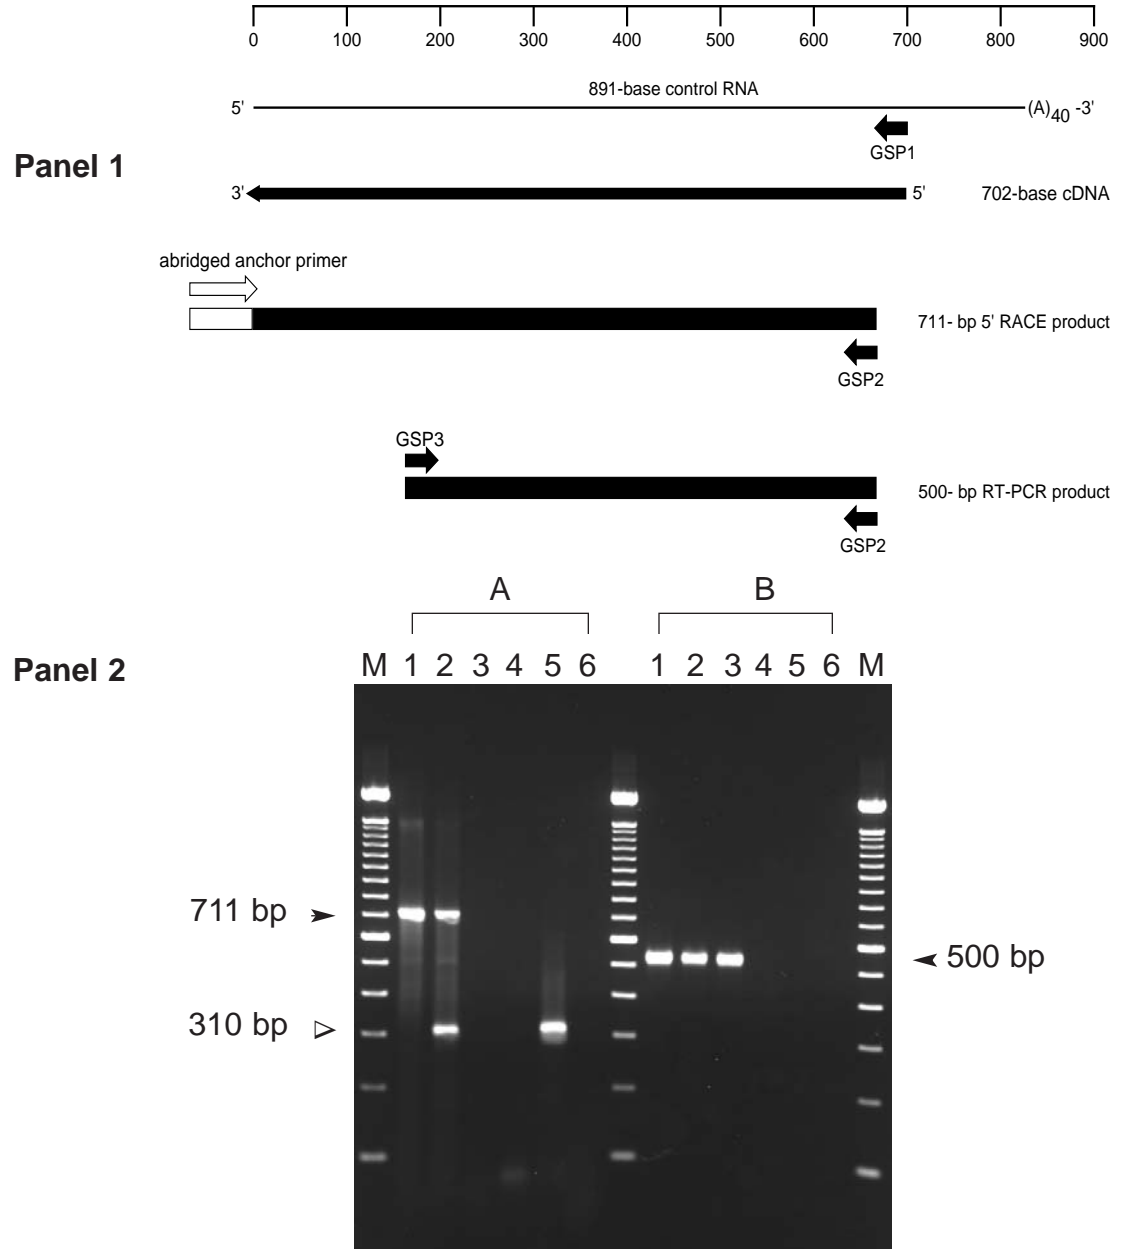 0 100 200 300 400 500 600 700 800 900
891-base control RNA
5' (A)40 -3'
GSP1
Panel 1
3' 5' 702-base cDNA
abridged anchor primer
711- bp 5' RACE product
GSP2
GSP3
500- bp RT-PCR product
GSP2
A B
Panel 2
M 1 2 3 4 5 6 1 2 3 4 5 6 M
711 bp
500 bp
310 bp